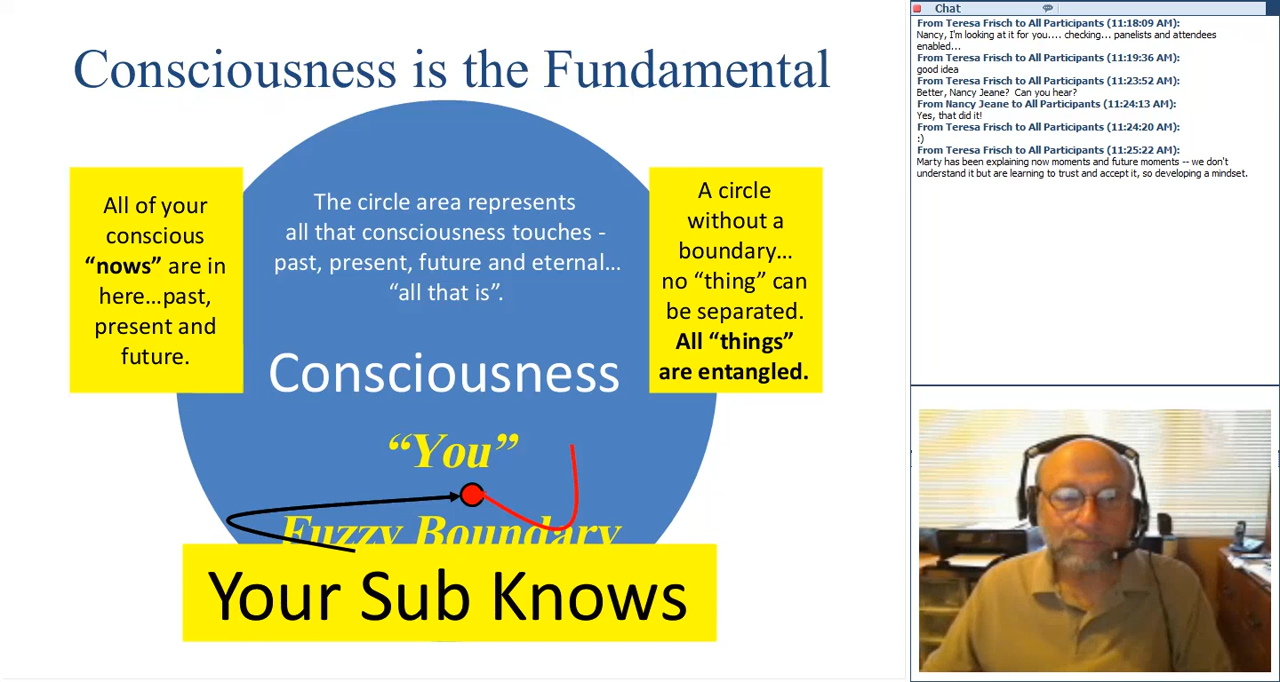 Consciousness is the Fundamental
All of your
conscious
“nows” are in
here…past,
present and
future.
The circle area represents
all that consciousness touches -
past, present, future and eternal…
“all that is”.
A circle
without a
boundary…
no “thing” can
be separated.
All “things”
are entangled.
Consciousness
“You”
Fuzzy Boundary
Your Sub Knows
Chat
From Teresa Frisch to All Participants (11:18:09 AM):
Nancy, I'm looking at it for you.... checking... panelists and attendees
enabled...
From Teresa Frisch to All Participants (11:19:36 AM):
good idea
From Teresa Frisch to All Participants (11:23:52 AM):
Better, Nancy Jeane? Can you hear?
From Nancy Jeane to All Participants (11:24:13 AM):
Yes, that did it!
From Teresa Frisch to All Participants (11:24:20 AM):
:)
From Teresa Frisch to All Participants (11:25:22 AM):
Marty has been explaining now moments and future moments -- we don't
understand it but are learning to trust and accept it, so developing a mindset.